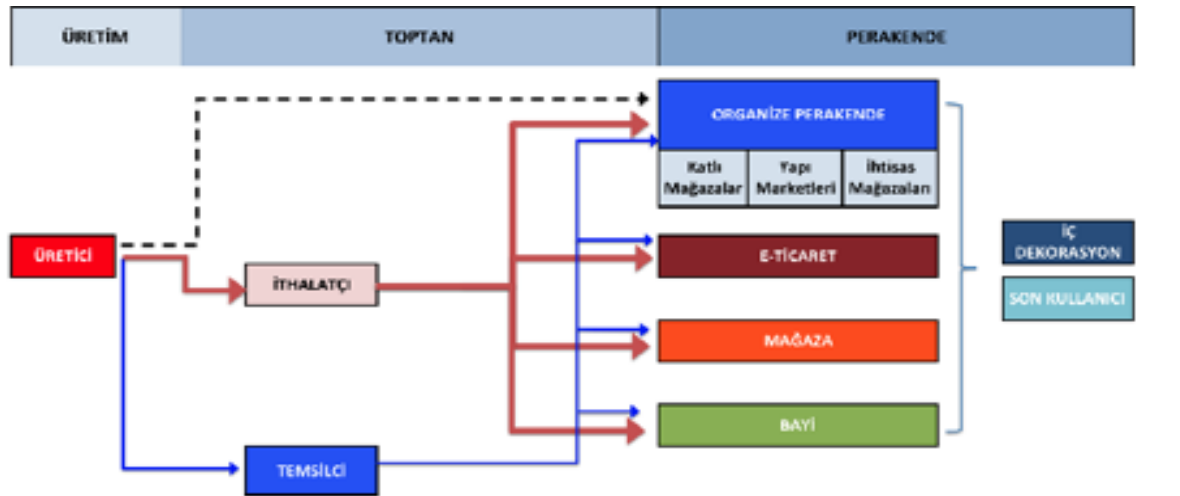 ÜRETİM
TOPTAN
PERAKENDE
ORGANİZE PERAKENDE
Katlı
Mağazalar
Yapı
Marketleri
İhtisas
Mağazaları
ÜRETİCİ
İTHALATÇI
E-TİCARET
İÇ
DEKORASYON
SON KULLANICI
MAĞAZA
BAYİ
TEMSİLCİ